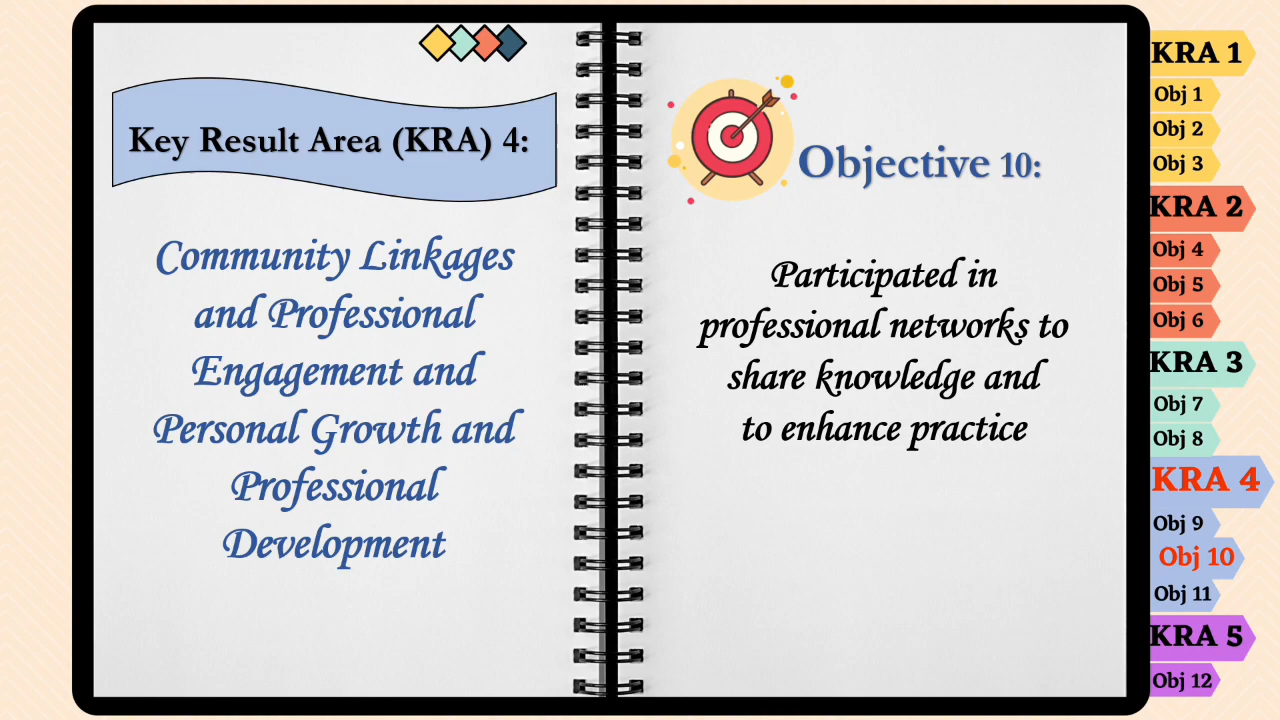 Key Result Area (KRA) 4:
Community Linkages
and Professional
Engagement and
Personal Growth and
Professional
Development
Objective 10:
Participated in
professional networks to
share knowledge and
to enhance practice
KRA 1
Obj 1
Obj 2
Obj 3
KRA 2
Obj 4
Obj 5
Obj 6
KRA 3
Obj 7
Obj 8
KRA 4
Obj 9
Obj 10
Obj 11
KRA 5
Obj 12